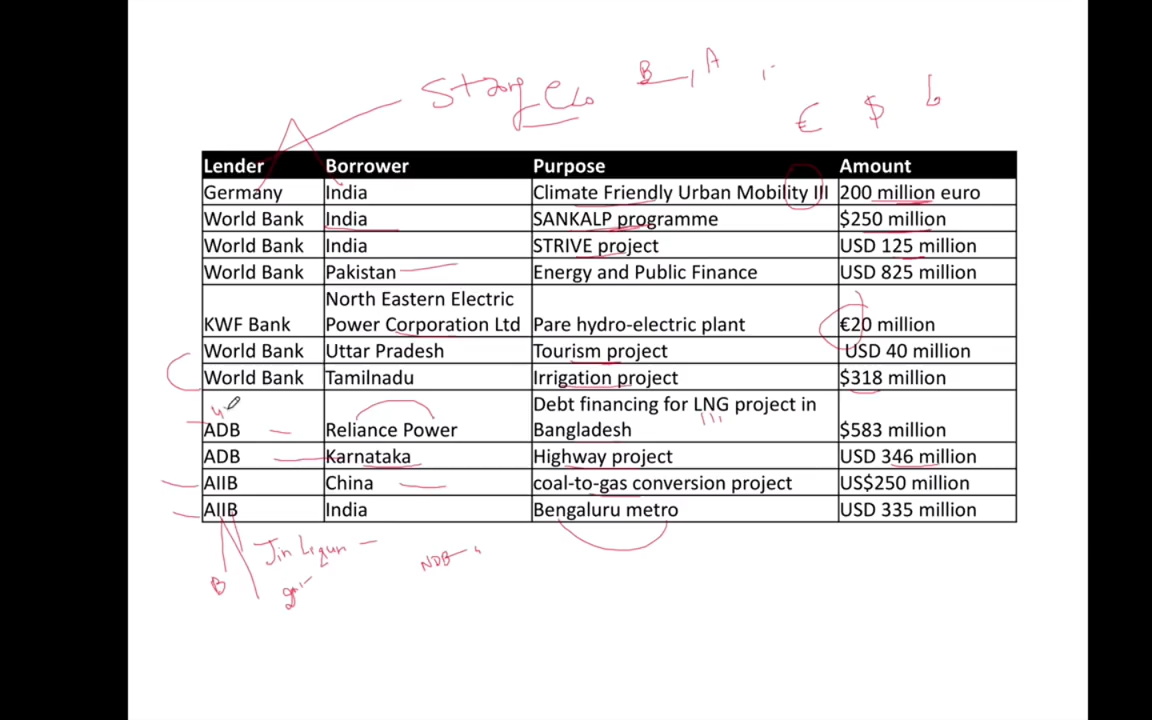 B, A
€ $
Lender Borrower Purpose Amount
Germany India Climate Friendly Urban Mobility III 200 million euro
World Bank India SANKALP programme $250 million
World Bank India STRIVE project USD 125 million
World Bank Pakistan Energy and Public Finance USD 825 million
North Eastern Electric
KWF Bank Power Corporation Ltd Pare hydro-electric plant €20 million
World Bank Uttar Pradesh Tourism project USD 40 million
World Bank Tamilnadu Irrigation project $318 million
Debt financing for LNG project in
ADB Reliance Power Bangladesh $583 million
ADB Karnataka Highway project USD 346 million
AIIB China coal-to-gas conversion project US$250 million
AIIB India Bengaluru metro USD 335 million
Jin Liqun
NDB
B